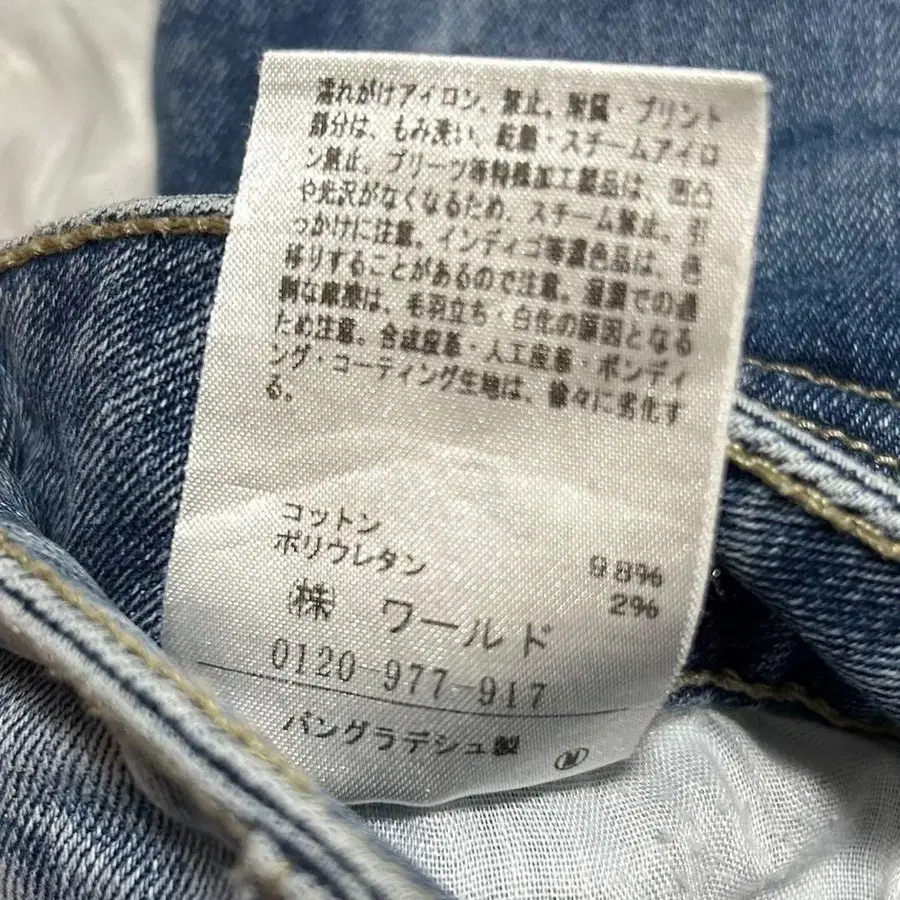 濡れがけアイロン、禁止。附属・プリント
部分は、もみ洗い、乾燥・スチームアイロ
ン禁止。プリーツ等特殊加工製品は、凹凸
や光沢がなくなるため、スチーム禁止。引
っかけに注意。インディゴ等濃色品は、色
移りすることがあるので注意。湿潤での過
剰な摩擦は、毛羽立ち・白化の原因となる
ため注意。合成皮革・人工皮革・ボンディ
ング・コーティング生地は、徐々に劣化す
る。
コットン 98%
ポリウレタン 2%
㈱ ワールド
0120-977-917
バングラデシュ製